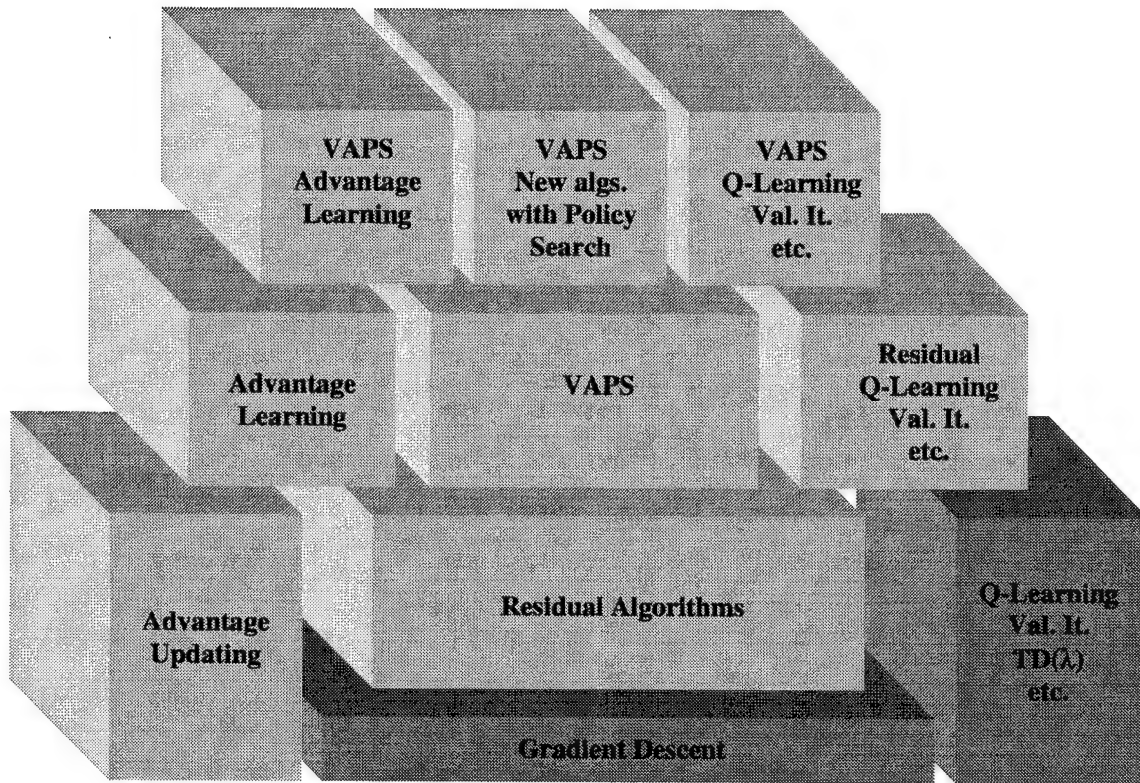 VAPS
Advantage
Learning
VAPS
New algs.
with Policy
Search
VAPS
Q-Learning
Val. It.
etc.
Advantage
Learning
VAPS
Residual
Q-Learning
Val. It.
etc.
Advantage
Updating
Residual Algorithms
Q-Learning
Val. It.
TD(λ)
etc.
Gradient Descent